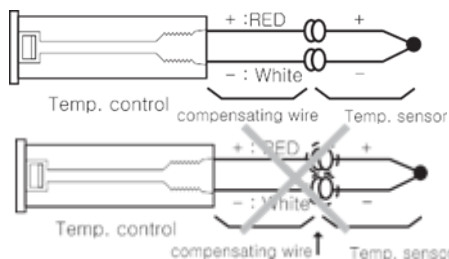 + :RED +
- : White -
Temp. control
compensating wire Temp. sensor
+ :RED +
- : White -
Temp. control
compensating wire Temp. sensor